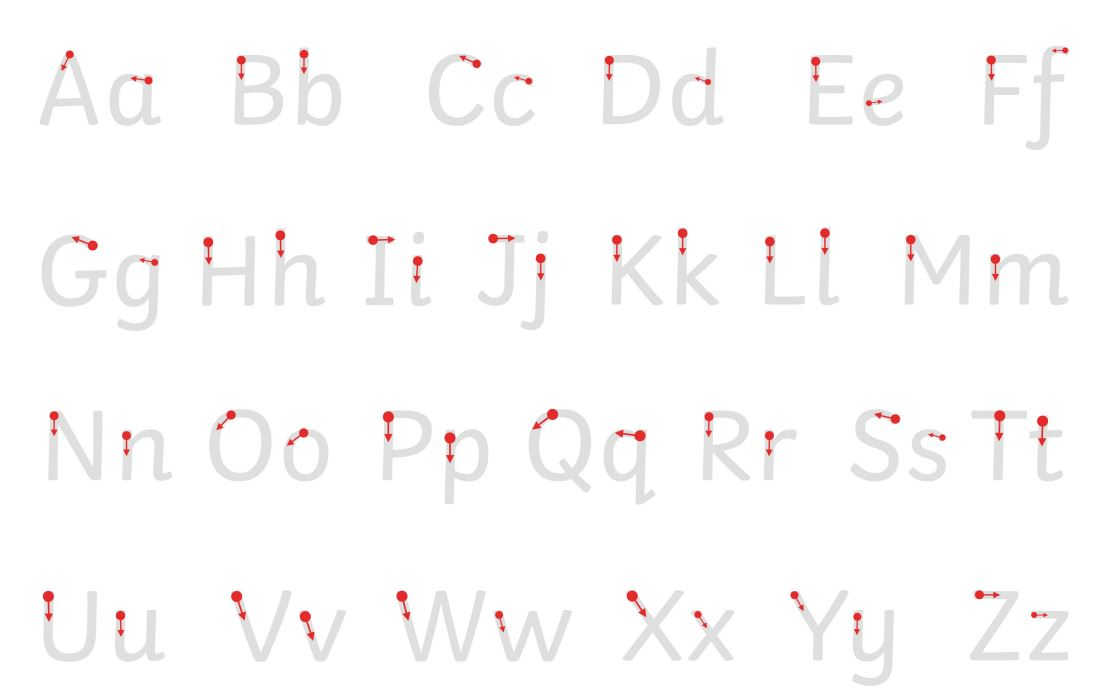 Aa Bb Cc Dd Ee Ff
Gg Hh Ii Jj Kk Ll Mm
Nn Oo Pp Qq Rr Ss Tt
Uu Vv Ww Xx Yy Zz